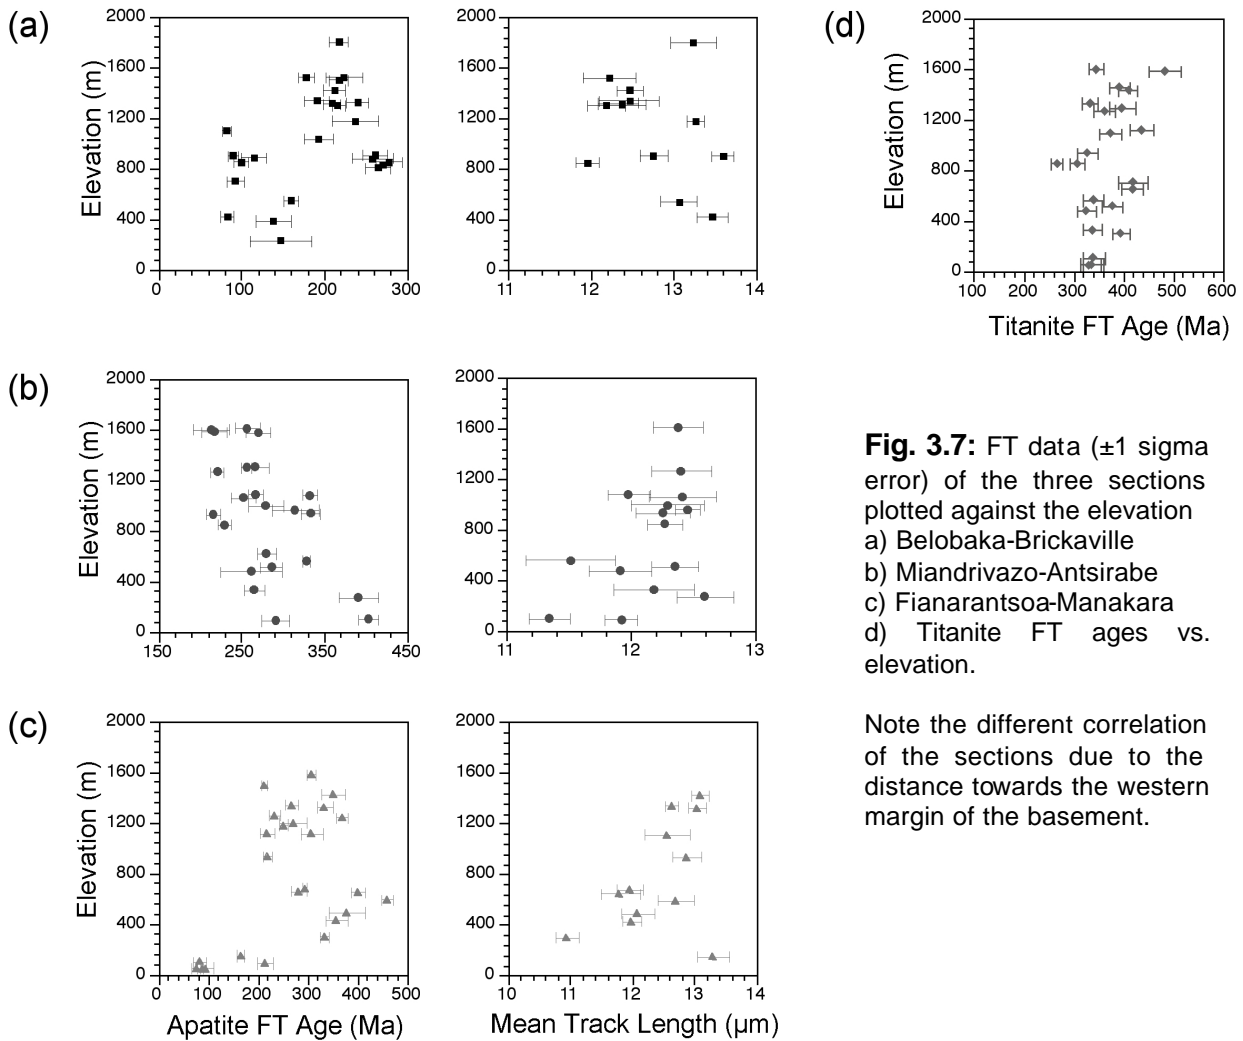 (a)
2000
1600
1200
800
400
0
Elevation (m)
0 100 200 300
2000
1600
1200
800
400
0
11 12 13 14
(d)
2000
1600
1200
800
400
0
Elevation (m)
100 200 300 400 500 600
Titanite FT Age (Ma)
(b)
2000
1600
1200
800
400
0
Elevation (m)
150 250 350 450
2000
1600
1200
800
400
0
11 12 13
Fig. 3.7: FT data (±1 sigma
error) of the three sections
plotted against the elevation
a) Belobaka-Brickaville
b) Miandrivazo-Antsirabe
c) Fianarantsoa-Manakara
d) Titanite FT ages vs.
elevation.
Note the different correlation
of the sections due to the
distance towards the western
margin of the basement.
(c)
2000
1600
1200
800
400
0
Elevation (m)
0 100 200 300 400 500
Apatite FT Age (Ma)
2000
1600
1200
800
400
0
10 11 12 13 14
Mean Track Length (µm)